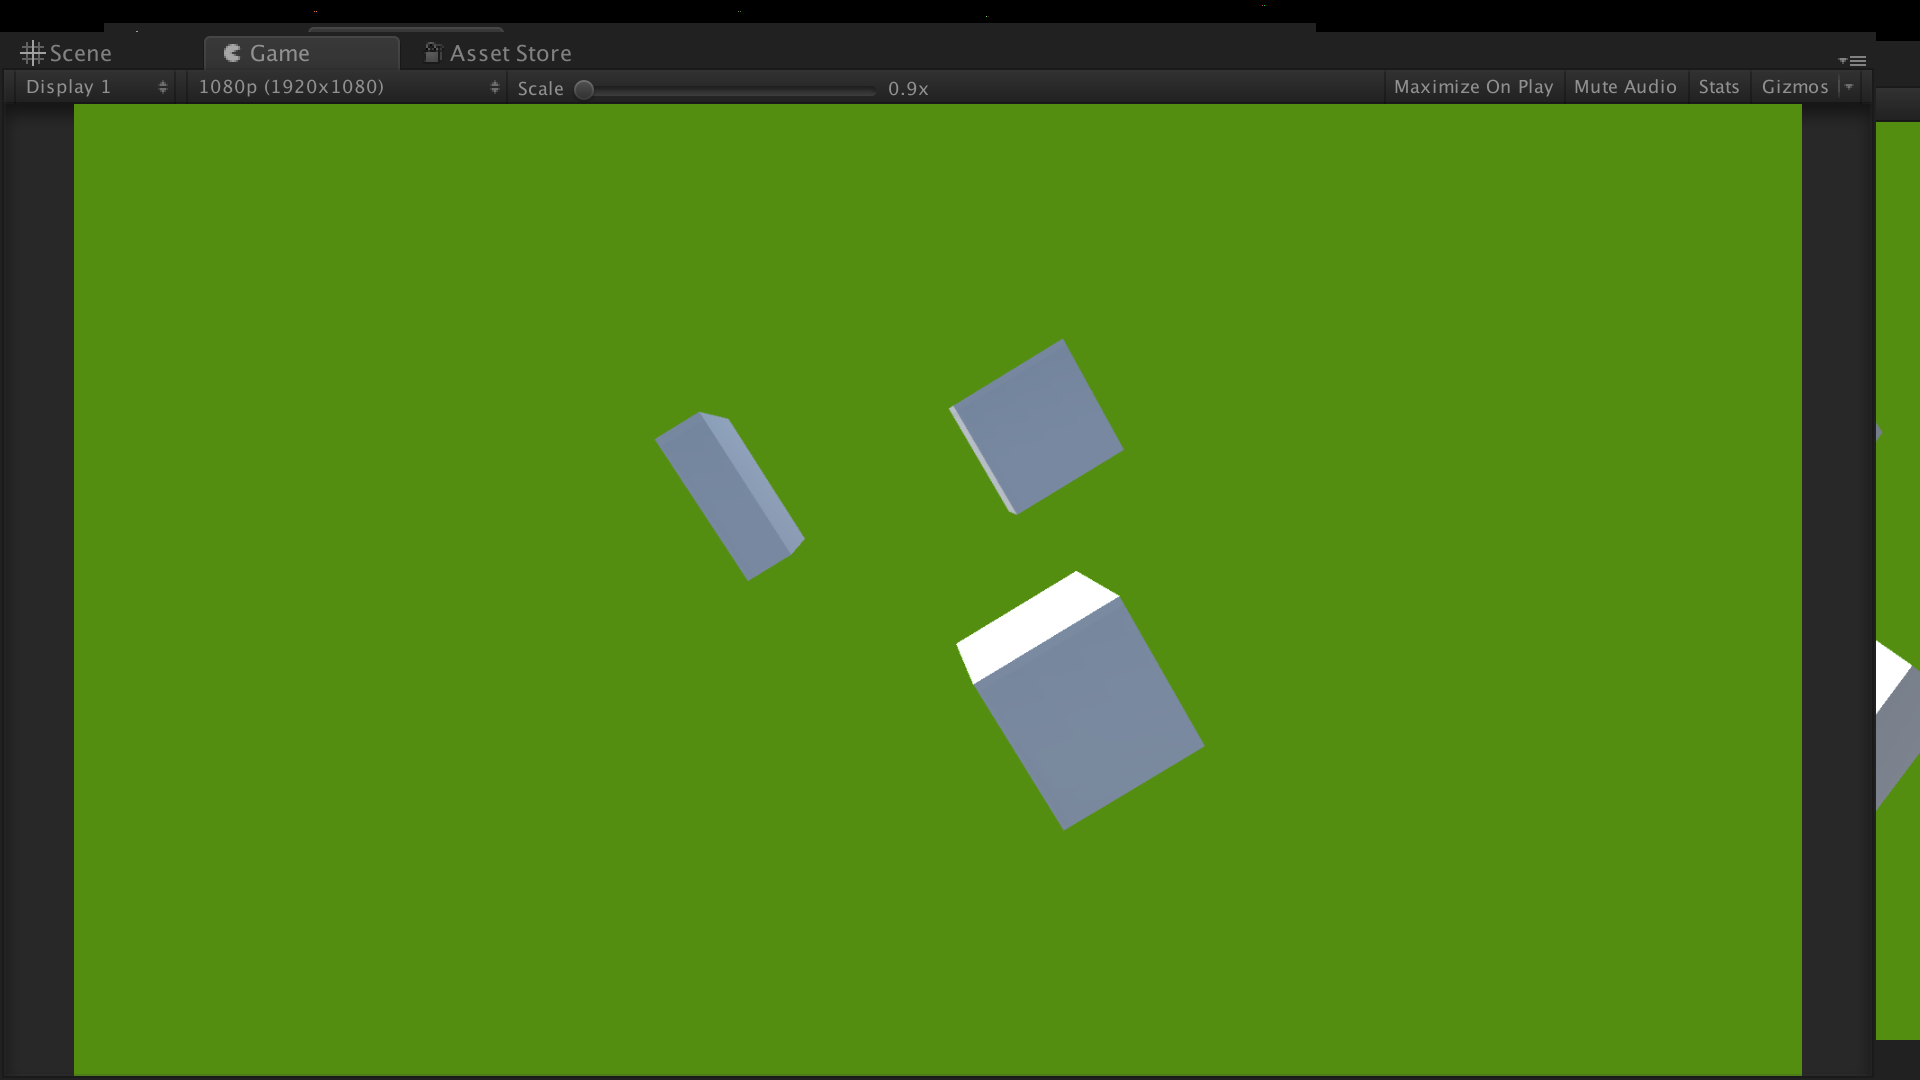 Scene Game Asset Store
Display 1 1080p (1920x1080) Scale 0.9x Maximize On Play Mute Audio Stats Gizmos